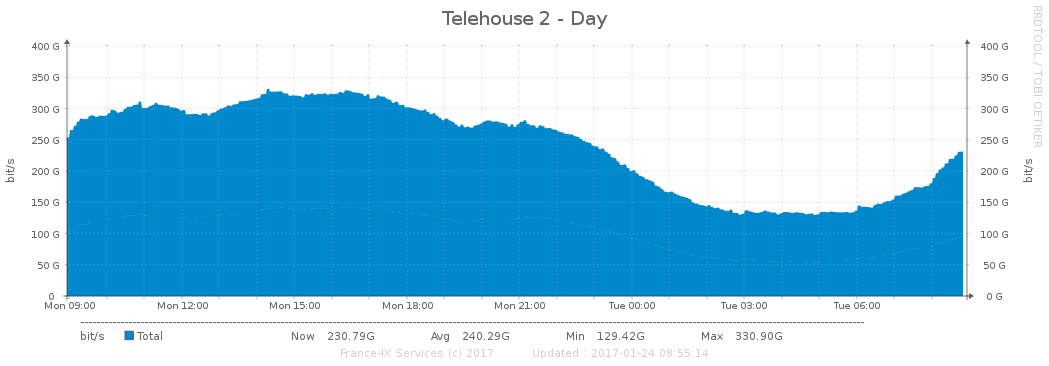 Telehouse 2 - Day
RRDTOOL / TOBI OETIKER
400 G 400 G
350 G 350 G
300 G 300 G
250 G 250 G
200 G 200 G
150 G 150 G
100 G 100 G
50 G 50 G
0 0 G
bit/s bit/s
Mon 09:00 Mon 12:00 Mon 15:00 Mon 18:00 Mon 21:00 Tue 00:00 Tue 03:00 Tue 06:00
bit/s Total Now 230.79G Avg 240.29G Min 129.42G Max 330.90G
France-IX Services (c) 2017 Updated : 2017-01-24 08:55:14